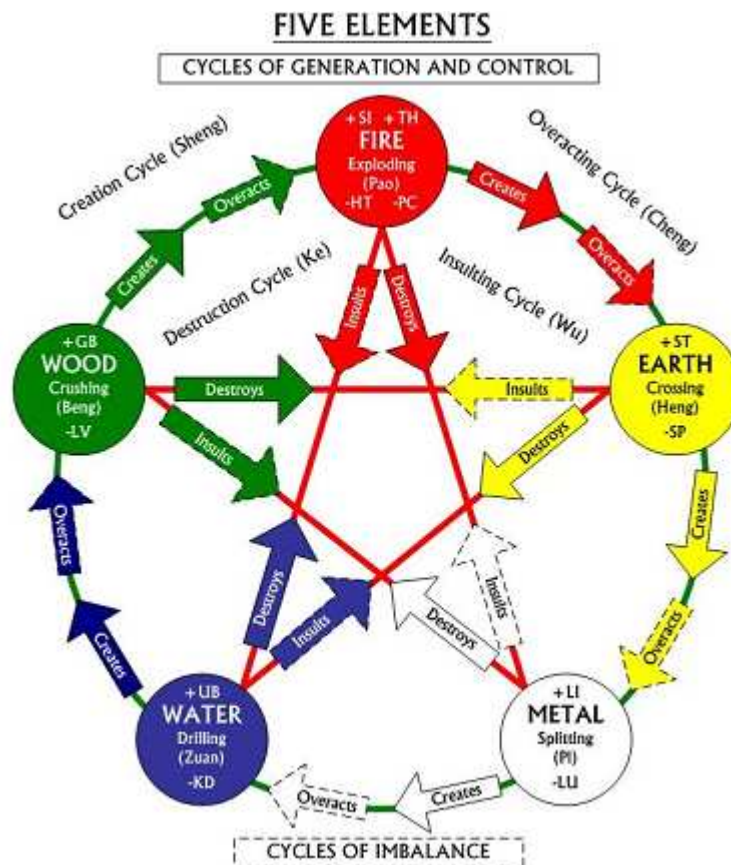 FIVE ELEMENTS
CYCLES OF GENERATION AND CONTROL
Creation Cycle (Sheng)
Overacting Cycle (Cheng)
Destruction Cycle (Ke)
Insulting Cycle (Wu)
+SI +TH
FIRE
Exploding
(Pao)
-HT -PC
Creates
Overacts
Insults
Destroys
+GB
WOOD
Crushing
(Beng)
-LV
Creates
Overacts
Destroys
Insults
+ST
EARTH
Crossing
(Heng)
-SP
Insults
Destroys
Creates
Overacts
+UB
WATER
Drilling
(Zuan)
-KD
Overacts
Creates
Destroys
Insults
+LI
METAL
Splitting
(Pi)
-LU
Destroys
Insults
Creates
Overacts
CYCLES OF IMBALANCE